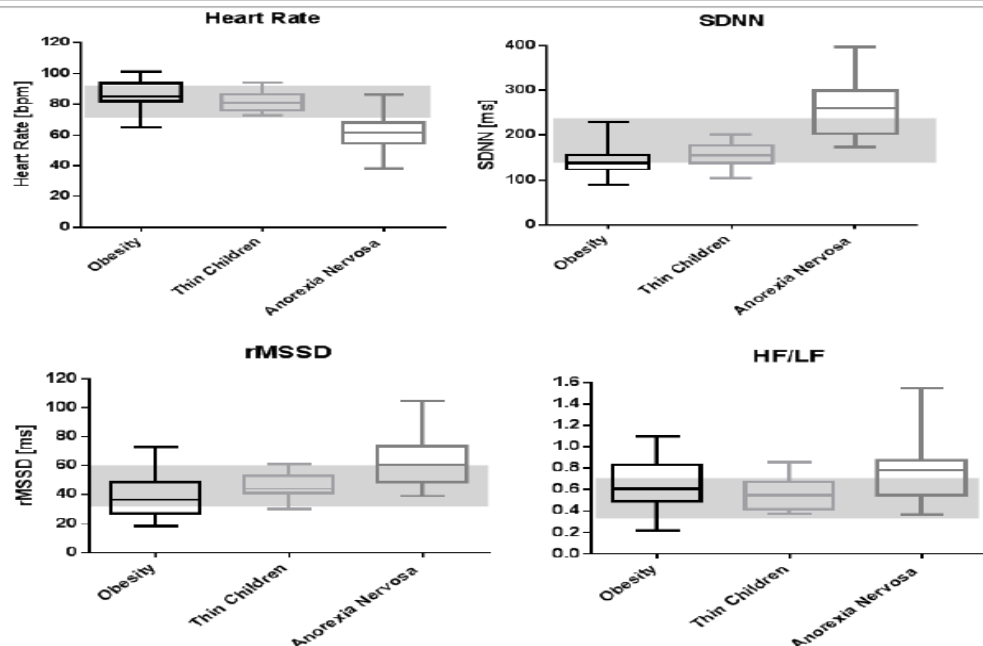 Heart Rate
Heart Rate [bpm]
120
100
80
60
40
20
0
Obesity
Thin Children
Anorexia Nervosa
SDNN
SDNN [ms]
400
300
200
100
0
Obesity
Thin Children
Anorexia Nervosa
rMSSD
rMSSD [ms]
120
100
80
60
40
20
0
Obesity
Thin Children
Anorexia Nervosa
HF/LF
1.6
1.4
1.2
1.0
0.8
0.6
0.4
0.2
0.0
Obesity
Thin Children
Anorexia Nervosa